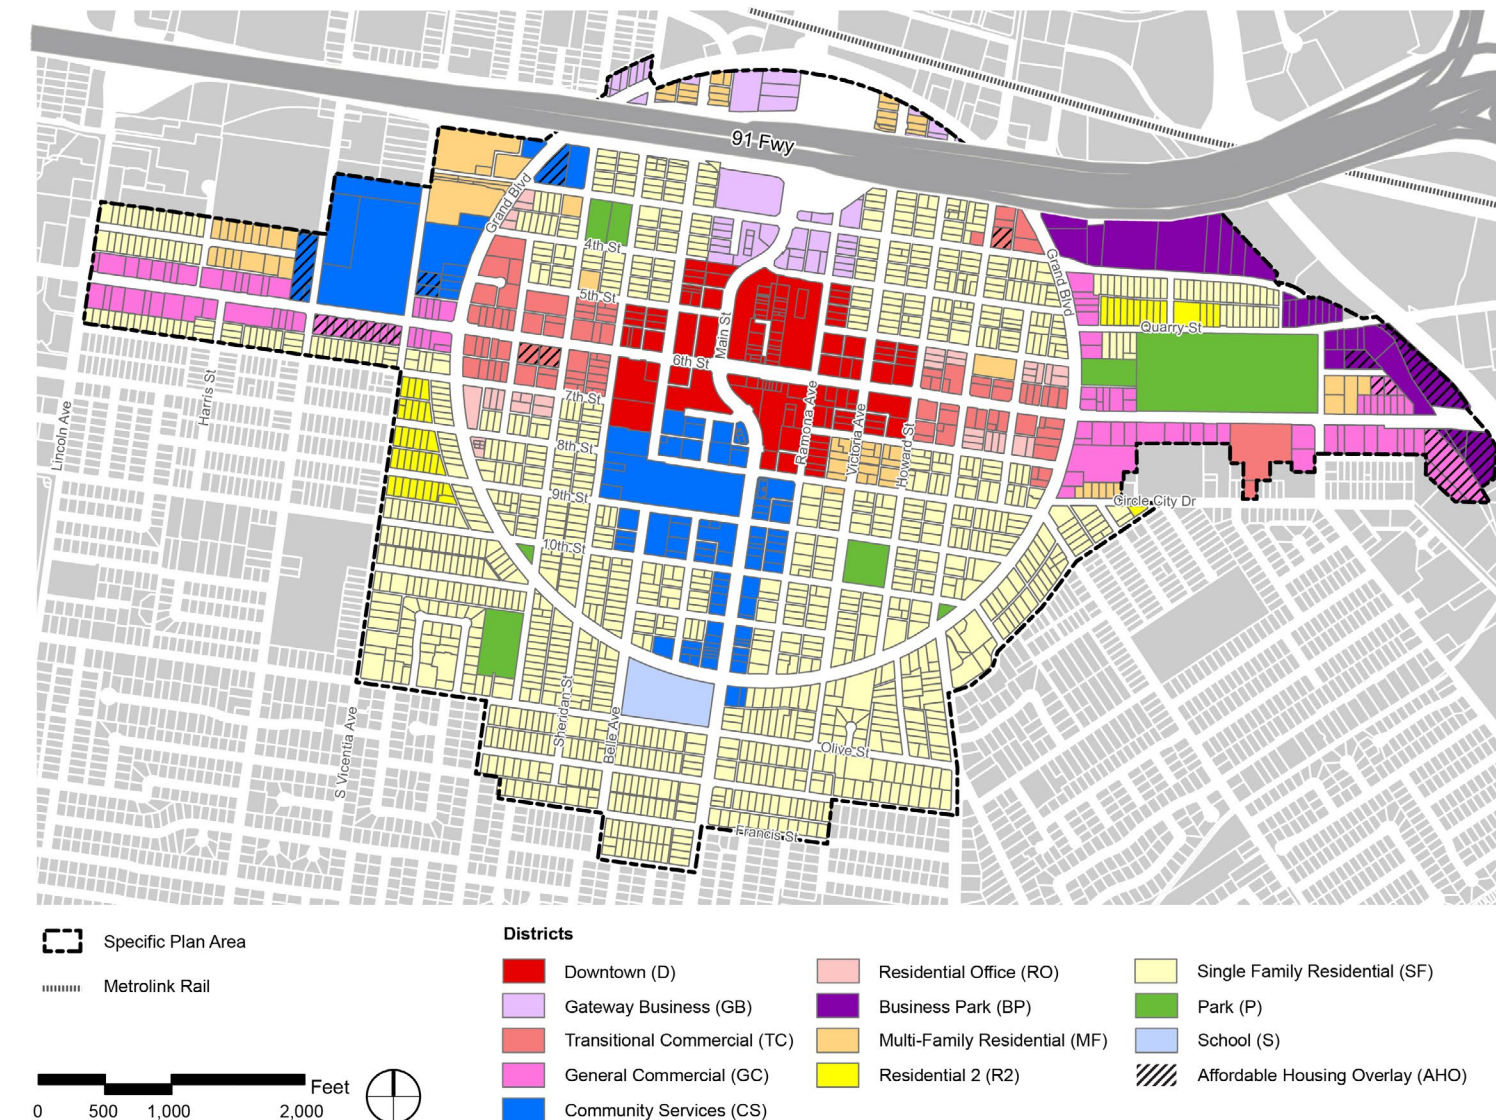 91 Fwy
Grand Blvd
4th St
Grand Blvd
5th St
Main St
Quarry St
6th St
7th St
Ramona Ave
Victoria Ave
Howard St
Harris St
Lincoln Ave
8th St
9th St
Circle City Dr
10th St
Sheridan St
Belle Ave
S Vicentia Ave
Olive St
Francis St
Specific Plan Area
Metrolink Rail
Districts
Downtown (D)
Gateway Business (GB)
Transitional Commercial (TC)
General Commercial (GC)
Community Services (CS)
Residential Office (RO)
Business Park (BP)
Multi-Family Residential (MF)
Residential 2 (R2)
Single Family Residential (SF)
Park (P)
School (S)
Affordable Housing Overlay (AHO)
Feet
0 500 1,000 2,000